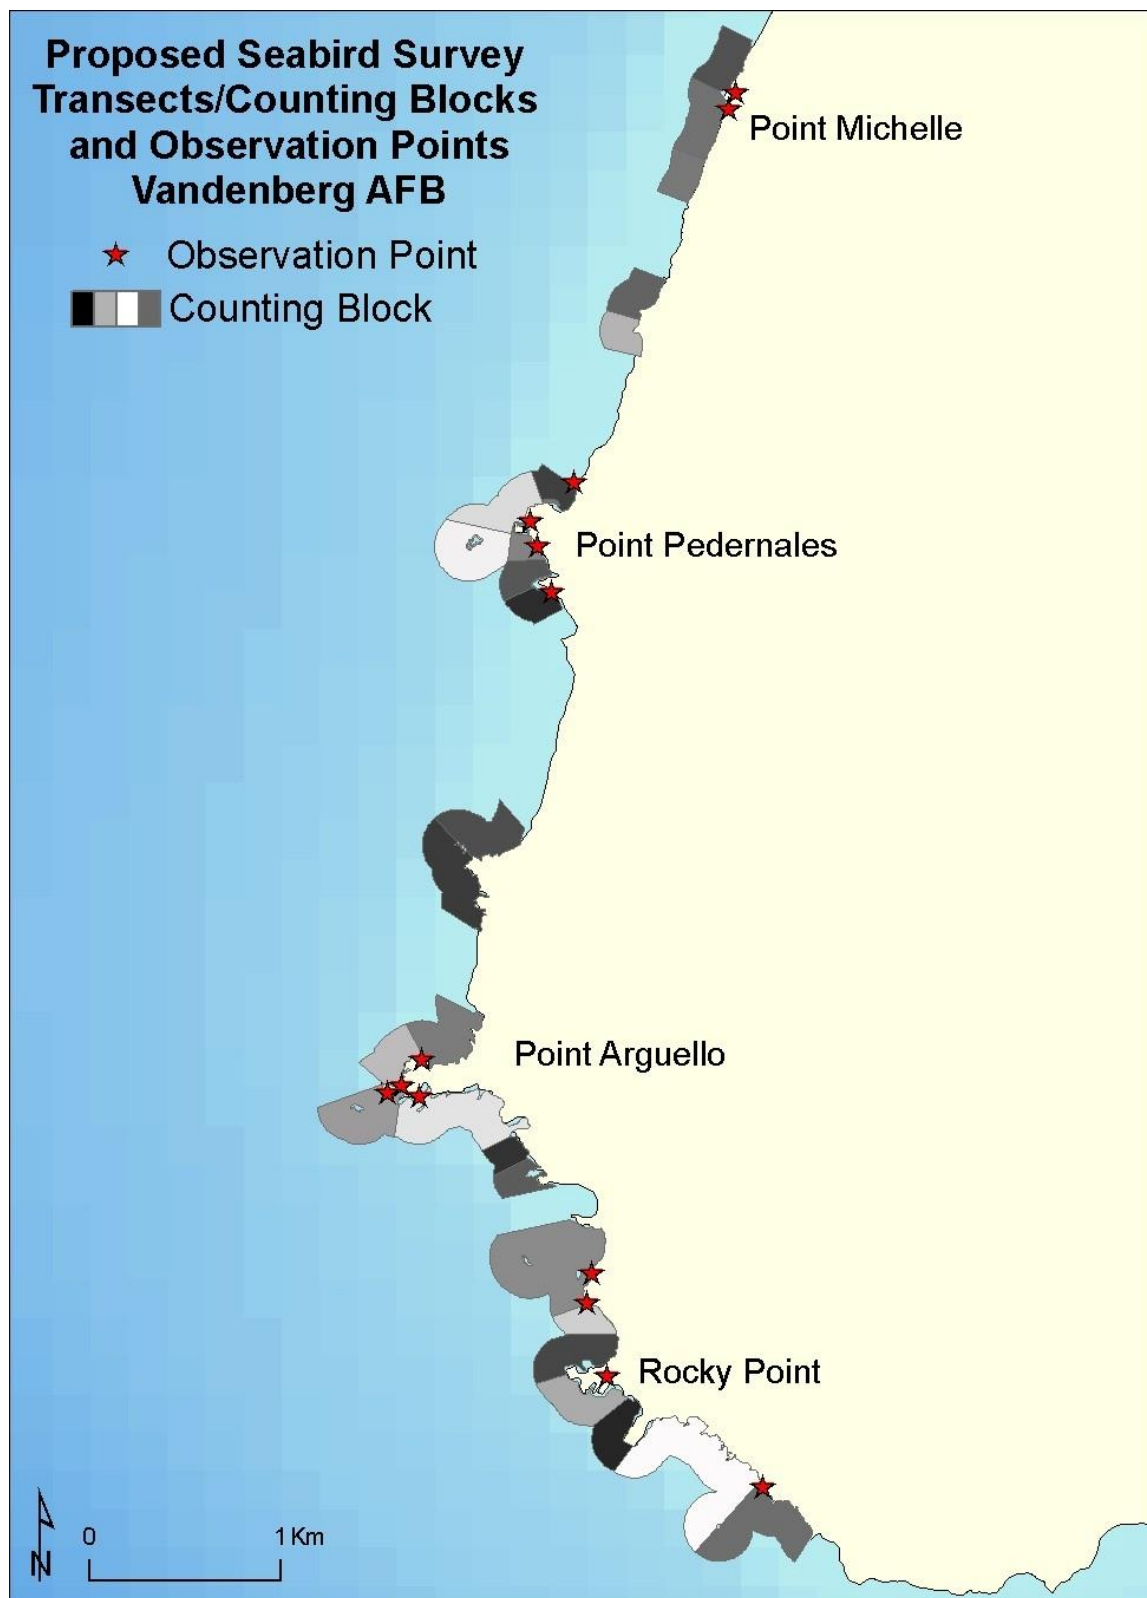 Proposed Seabird Survey
Transects/Counting Blocks
and Observation Points
Vandenberg AFB
Observation Point
Counting Block
Point Michelle
Point Pedernales
Point Arguello
Rocky Point
N
0 1 Km